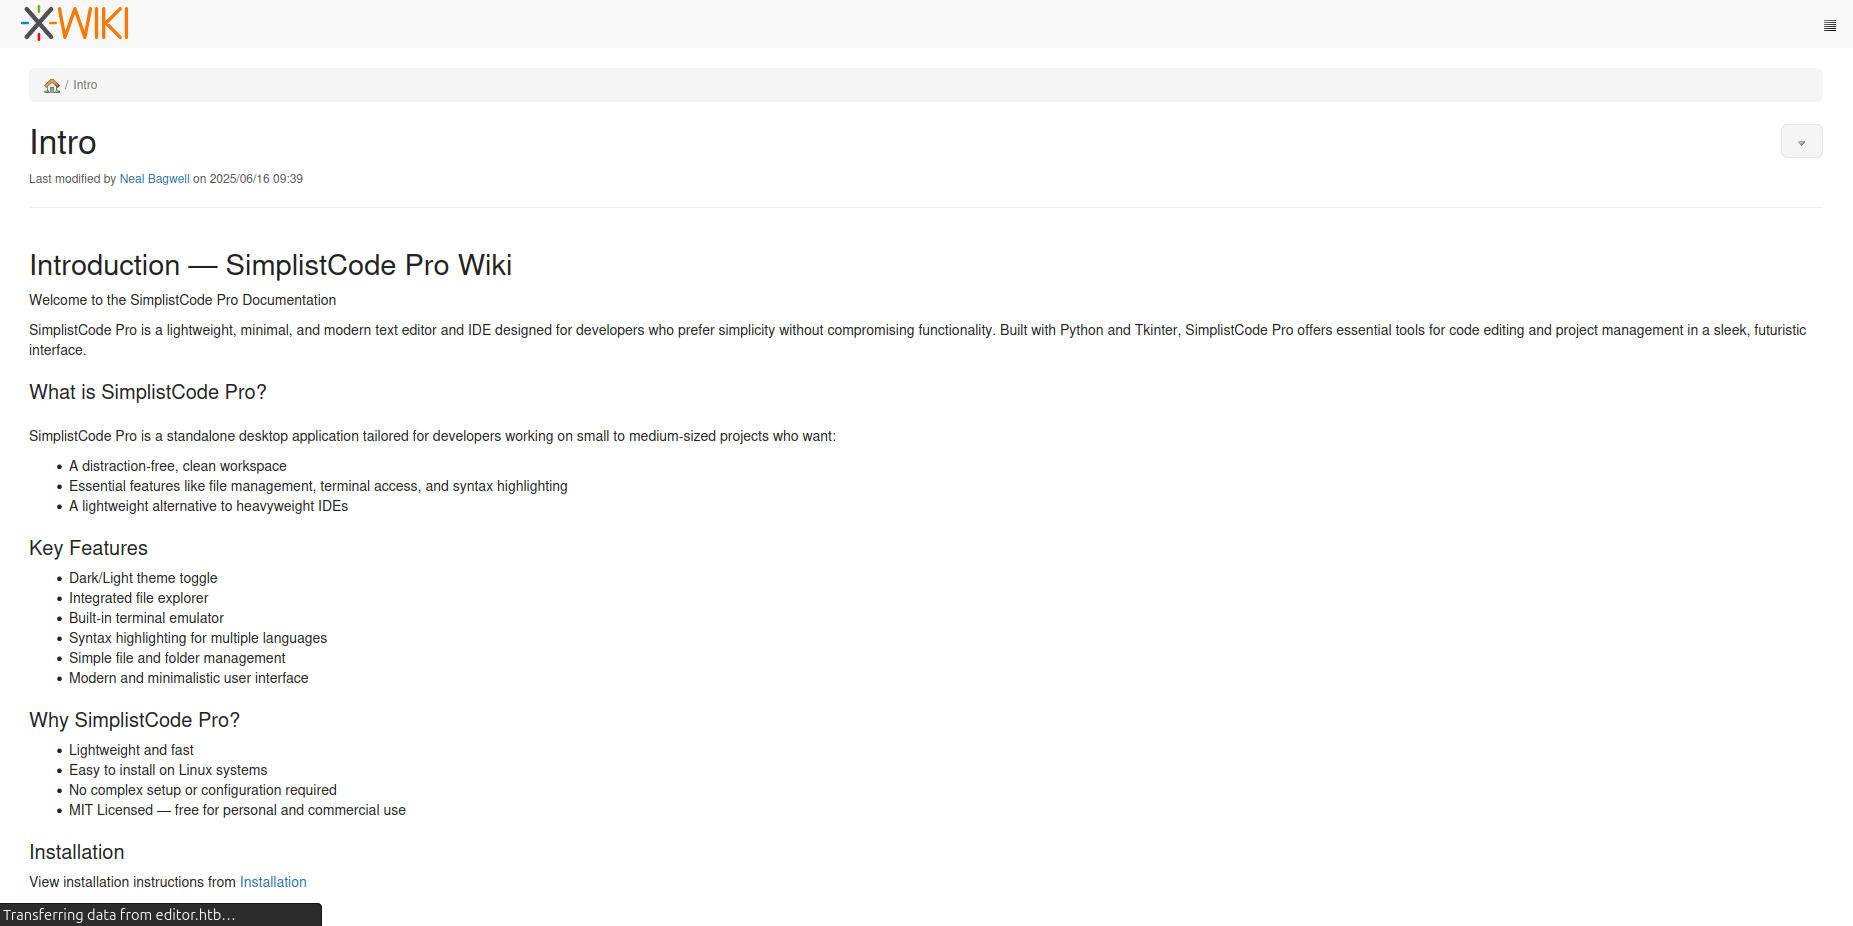 XWIKI
/ Intro
Intro
Last modified by Neal Bagwell on 2025/06/16 09:39
Introduction — SimplistCode Pro Wiki
Welcome to the SimplistCode Pro Documentation
SimplistCode Pro is a lightweight, minimal, and modern text editor and IDE designed for developers who prefer simplicity without compromising functionality. Built with Python and Tkinter, SimplistCode Pro offers essential tools for code editing and project management in a sleek, futuristic
interface.
What is SimplistCode Pro?
SimplistCode Pro is a standalone desktop application tailored for developers working on small to medium-sized projects who want:
• A distraction-free, clean workspace
• Essential features like file management, terminal access, and syntax highlighting
• A lightweight alternative to heavyweight IDEs
Key Features
• Dark/Light theme toggle
• Integrated file explorer
• Built-in terminal emulator
• Syntax highlighting for multiple languages
• Simple file and folder management
• Modern and minimalistic user interface
Why SimplistCode Pro?
• Lightweight and fast
• Easy to install on Linux systems
• No complex setup or configuration required
• MIT Licensed — free for personal and commercial use
Installation
View installation instructions from Installation
Transferring data from editor.htb…